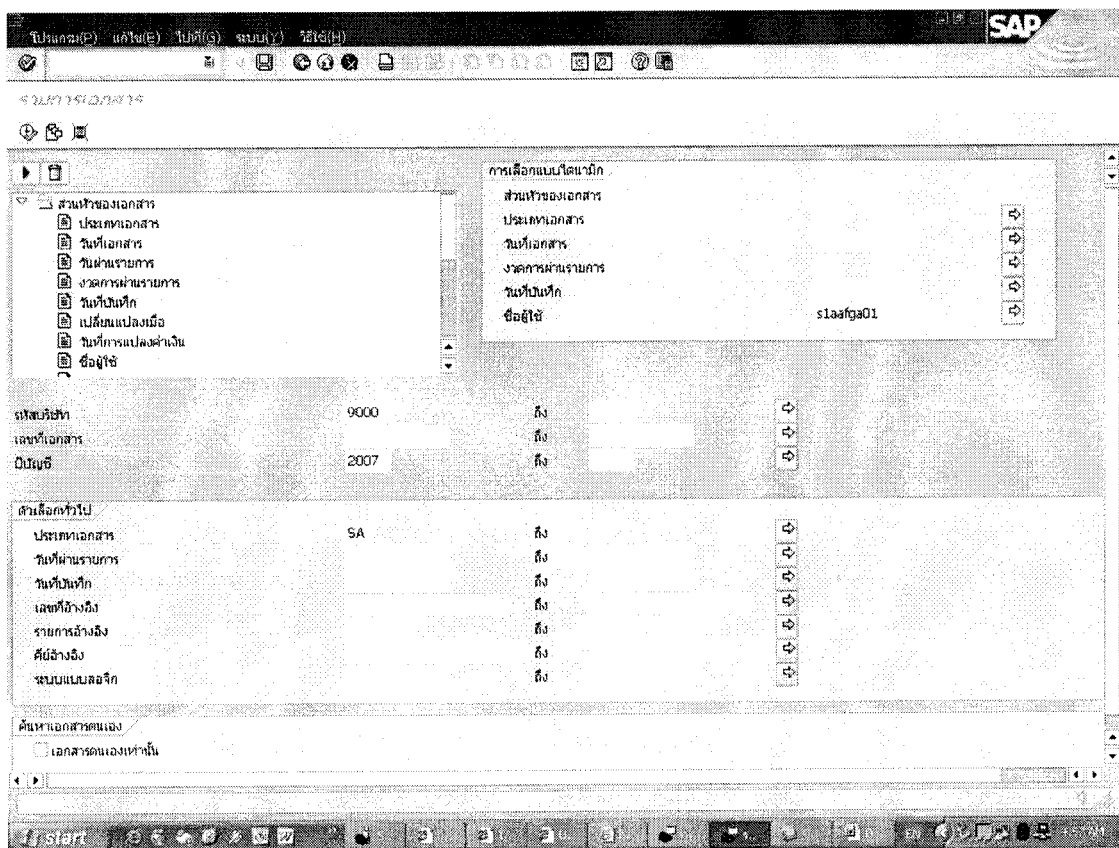 โปรแกรม(P) แก้ไข(E) ไปที่(G) ระบบ(Y) วิธีใช้(H)
SAP
รายการเอกสาร
ส่วนหัวของเอกสาร
ประเภทเอกสาร
วันที่เอกสาร
วันผ่านรายการ
งวดการผ่านรายการ
วันที่บันทึก
เปลี่ยนแปลงเมื่อ
วันที่การแปลงค่าเงิน
ชื่อผู้ใช้
การเลือกแบบไดนามิก
ส่วนหัวของเอกสาร
ประเภทเอกสาร
วันที่เอกสาร
งวดการผ่านรายการ
วันที่บันทึก
ชื่อผู้ใช้ s1aafga01
รหัสบริษัท 9000 ถึง
เลขที่เอกสาร ถึง
ปีบัญชี 2007 ถึง
ตัวเลือกทั่วไป
ประเภทเอกสาร SA ถึง
วันที่ผ่านรายการ ถึง
วันที่บันทึก ถึง
เลขที่อ้างอิง ถึง
รายการอ้างอิง ถึง
คีย์อ้างอิง ถึง
ระบบแบบลอจิก ถึง
ค้นหาเอกสารตนเอง
เอกสารตนเองเท่านั้น
start